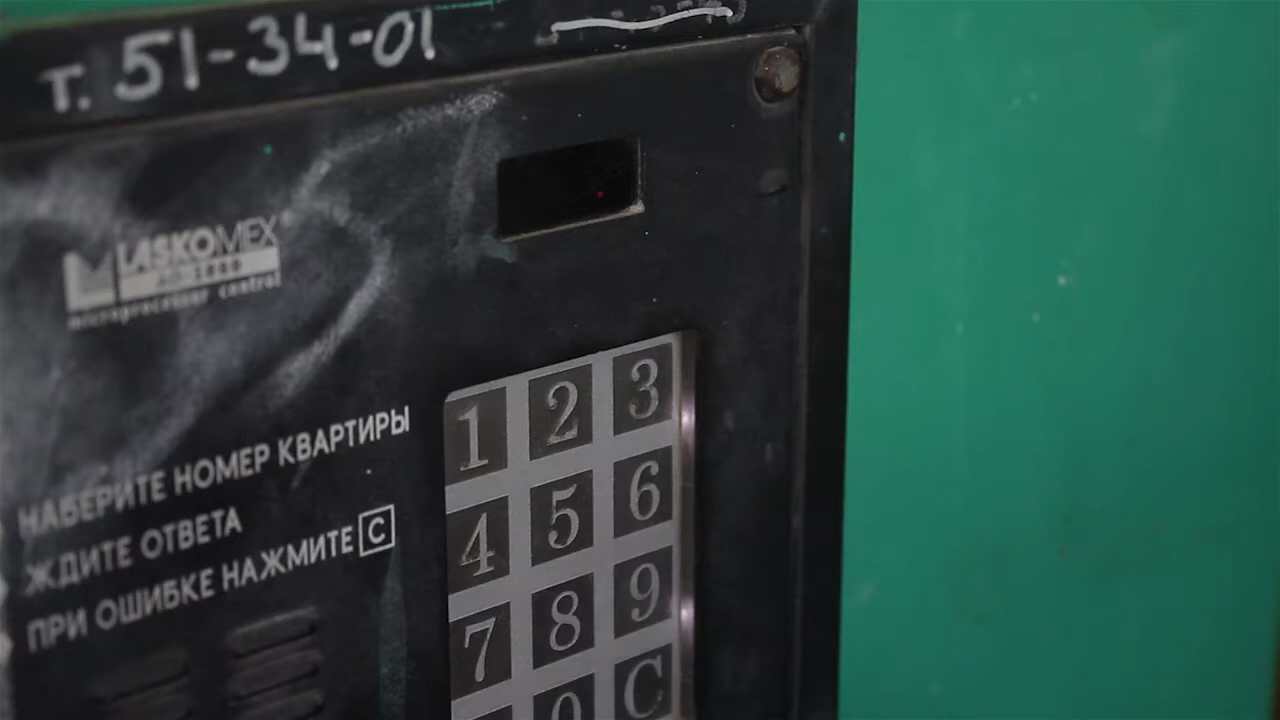 т. 51-34-01
LASKOMEX
microprocessor control
НАБЕРИТЕ НОМЕР КВАРТИРЫ
ЖДИТЕ ОТВЕТА
ПРИ ОШИБКЕ НАЖМИТЕ C
1 2 3
4 5 6
7 8 9
0 C